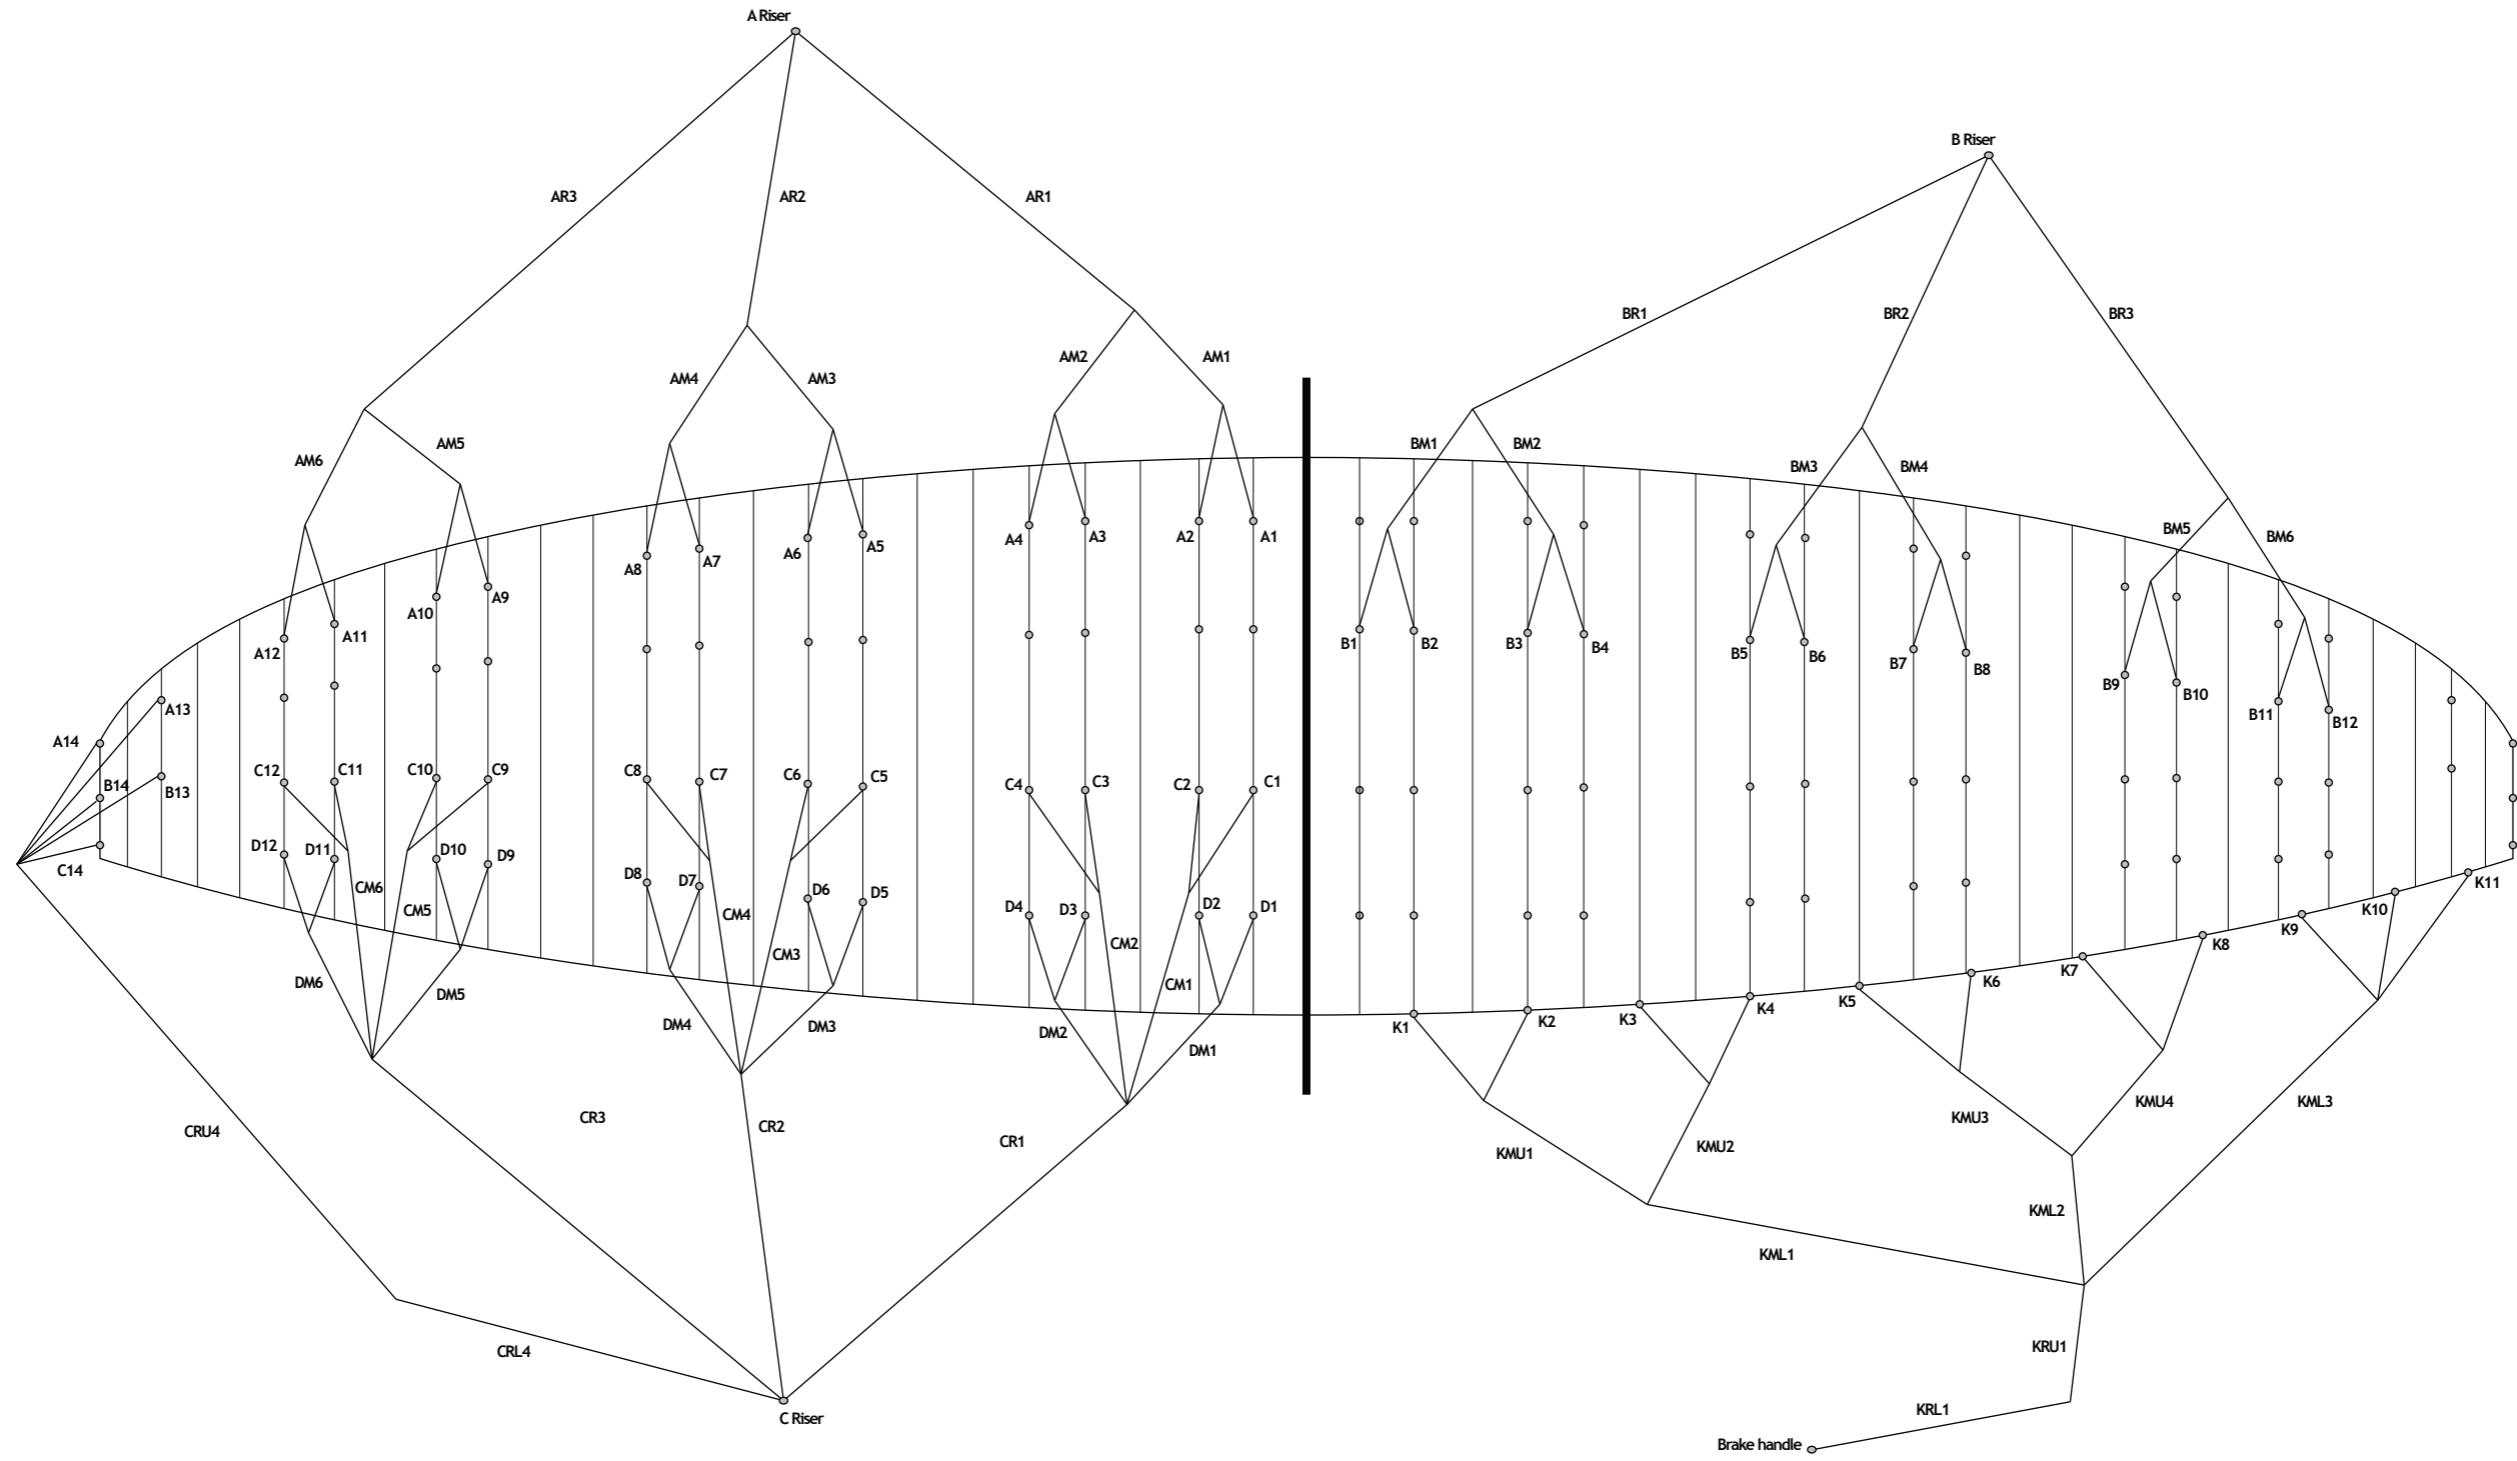 A Riser
B Riser
AR3
AR2
AR1
BR1
BR2
BR3
AM2
AM1
AM4
AM3
AM6
AM5
BM1
BM2
BM3
BM4
BM5
BM6
A12
A11
A10
A9
A8
A7
A6
A5
A4
A3
A2
A1
B1
B2
B3
B4
B5
B6
B7
B8
B9
B10
B11
B12
A13
A14
B14
B13
C14
C12
C11
C10
C9
C8
C7
C6
C5
C4
C3
C2
C1
D12
D11
D10
D9
D8
D7
D6
D5
D4
D3
D2
D1
CM6
CM5
CM4
CM3
CM2
CM1
DM6
DM5
DM4
DM3
DM2
DM1
K1
K2
K3
K4
K5
K6
K7
K8
K9
K10
K11
CRU4
CR3
CR2
CR1
KMU1
KMU2
KMU3
KMU4
KML3
KML2
KML1
CRL4
KRU1
KRL1
C Riser
Brake handle